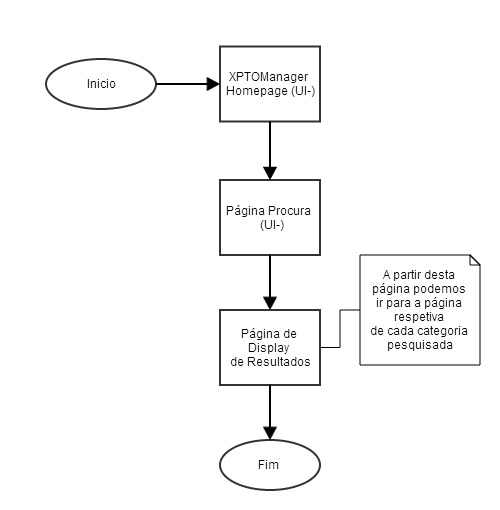 Inicio
XPTOManager
Homepage (UI-)
Página Procura
(UI-)
Página de
Display
de Resultados
A partir desta
página podemos
ir para a página
respetiva
de cada categoria
pesquisada
Fim